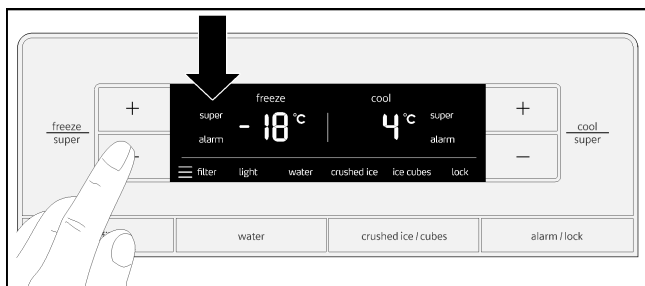 freeze
super
+
−
freeze cool
super - 18 °C 4 °C super
alarm alarm
filter light water crushed ice ice cubes lock
+
—
cool
super
water crushed ice / cubes alarm / lock